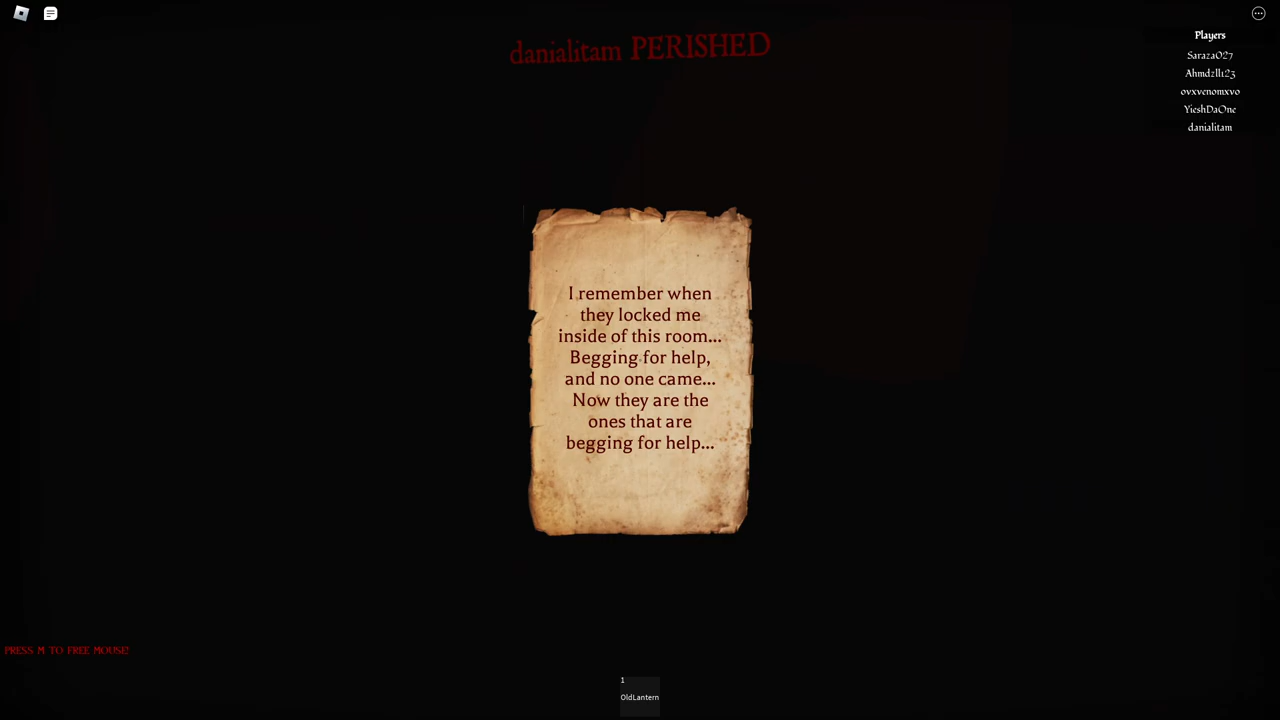 danialitam PERISHED
Players
Saraza027
Ahmdzll123
ovxvenomxvo
YieshDaOne
danialitam
I remember when
they locked me
inside of this room...
Begging for help,
and no one came...
Now they are the
ones that are
begging for help...
PRESS M TO FREE MOUSE!
1
OldLantern